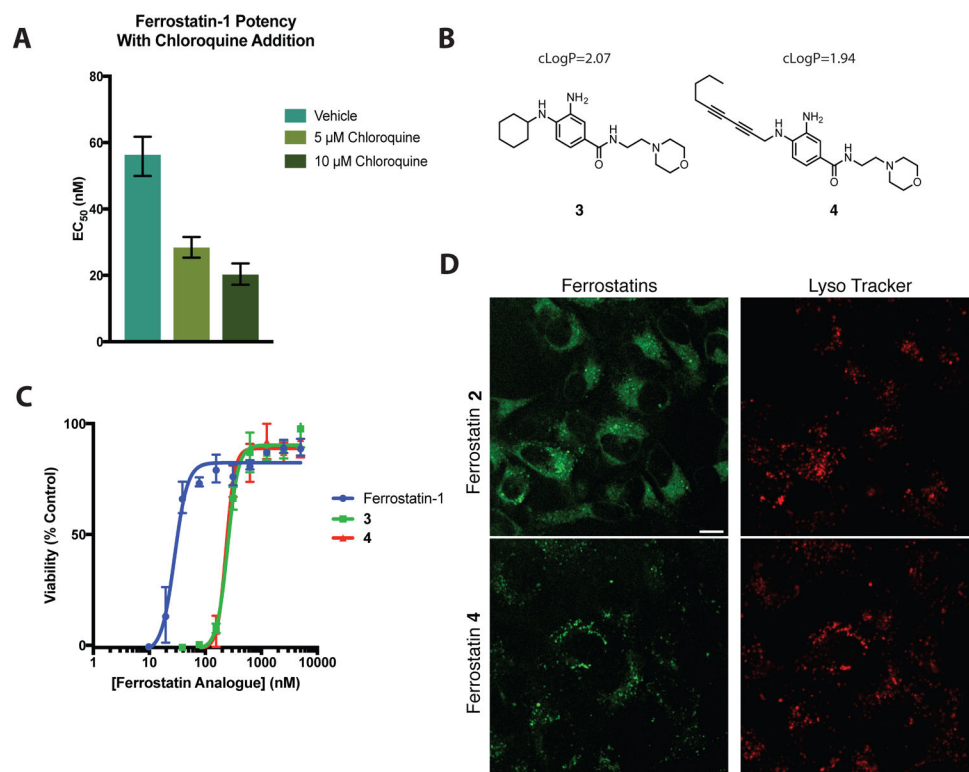 A
Ferrostatin-1 Potency
With Chloroquine Addition
80
60
40
20
0
EC50 (nM)
Vehicle
5 µM Chloroquine
10 µM Chloroquine
B
cLogP=2.07
cLogP=1.94
NH2
H
N
H
N
O
N
O
3
NH2
H
N
H
N
O
N
O
4
C
100
50
0
Viability (% Control)
1
10
100
1000
10000
[Ferrostatin Analogue] (nM)
Ferrostatin-1
3
4
D
Ferrostatins
Lyso Tracker
Ferrostatin 2
Ferrostatin 4